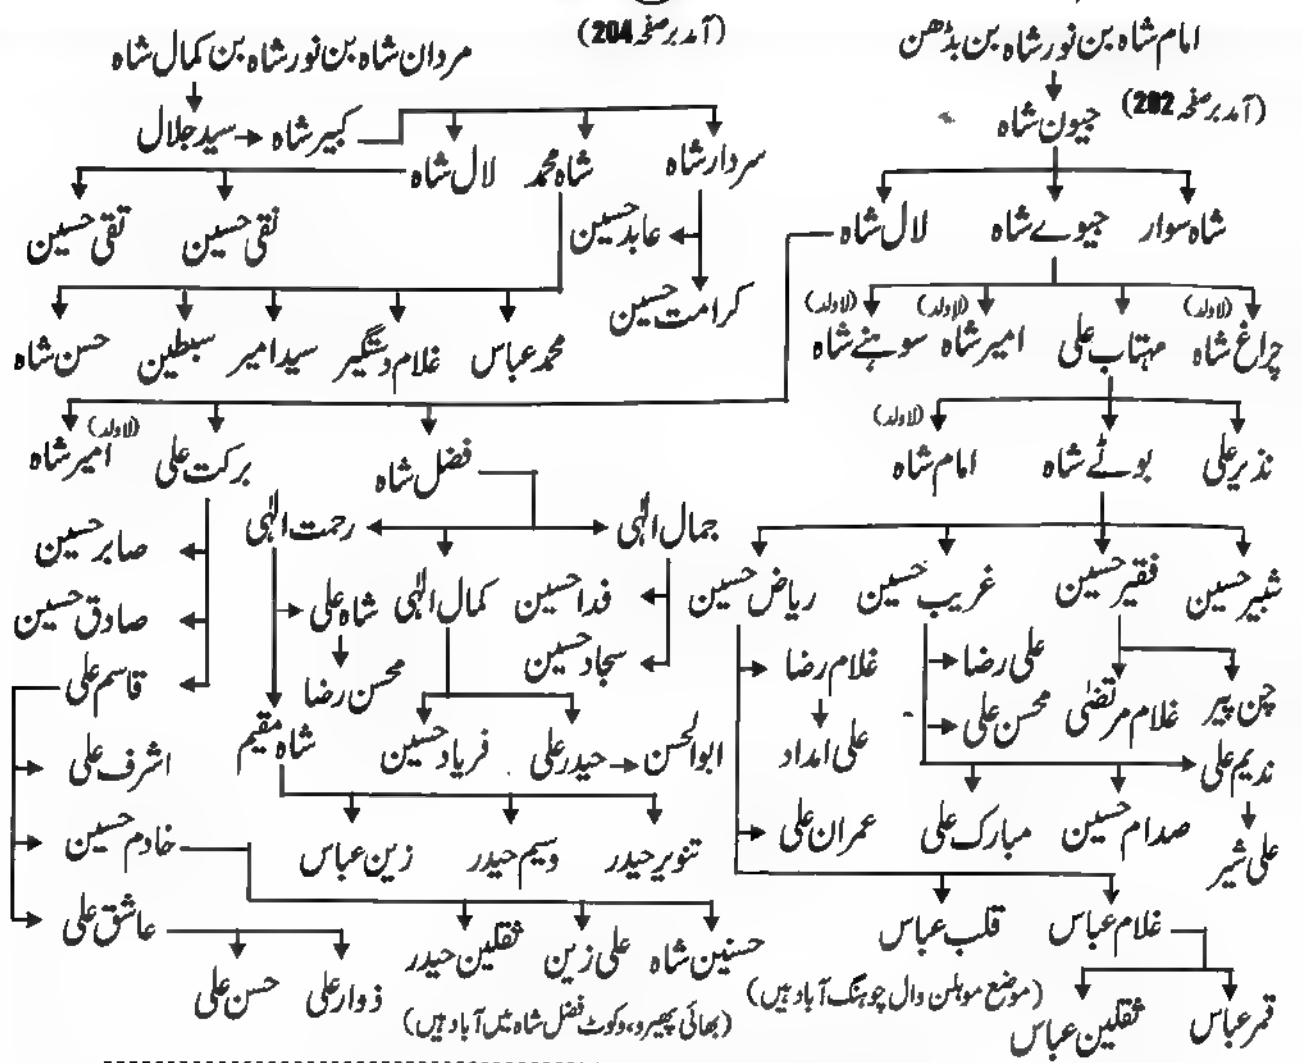 (آمد بر صفحہ 204)
امام شاہ بن نور شاہ بن بڈھن
مردان شاہ بن نور شاہ بن کمال شاہ
جیون شاہ (آمد بر صفحہ 202)
کبیر شاہ سید جلال
سردار شاہ شاہ محمد لال شاہ
شاہ سوار جیوے شاہ لال شاہ
عابد حسین نقی حسین تقی حسین
کرامت حسین
چراغ شاہ (لاولد) مہتاب علی امیر شاہ (لاولد) سوہنے شاہ (لاولد)
محمد عباس غلام دستگیر سید امیر سبطین حسن شاہ
نذیر علی بوٹے شاہ امام شاہ (لاولد)
فضل شاہ برکت علی امیر شاہ (لاولد)
جمال الٰہی رحمت الٰہی
شبیر حسین فقیر حسین غریب حسین ریاض حسین
فدا حسین کمال الٰہی شاہ علی صابر حسین
سجاد حسین محسن رضا صادق حسین
علی رضا غلام رضا قاسم علی
چن پیر غلام مرتضیٰ محسن علی علی امداد
ابوالحسن حیدر علی فریاد حسین شاہ مقیم اشرف علی
ندیم علی
علی شیر صدام حسین مبارک علی عمران علی
تنویر حیدر وسیم حیدر زین عباس خادم حسین
غلام عباس قلب عباس
حسنین شاہ علی زین ثقلین حیدر عاشق علی
ذوار علی حسن علی
قمر عباس ثقلین عباس
(موضع موہلن وال چوہنگ آباد ہیں)
(بھائی پھیرو، وکوٹ فضل شاہ میں آباد ہیں)